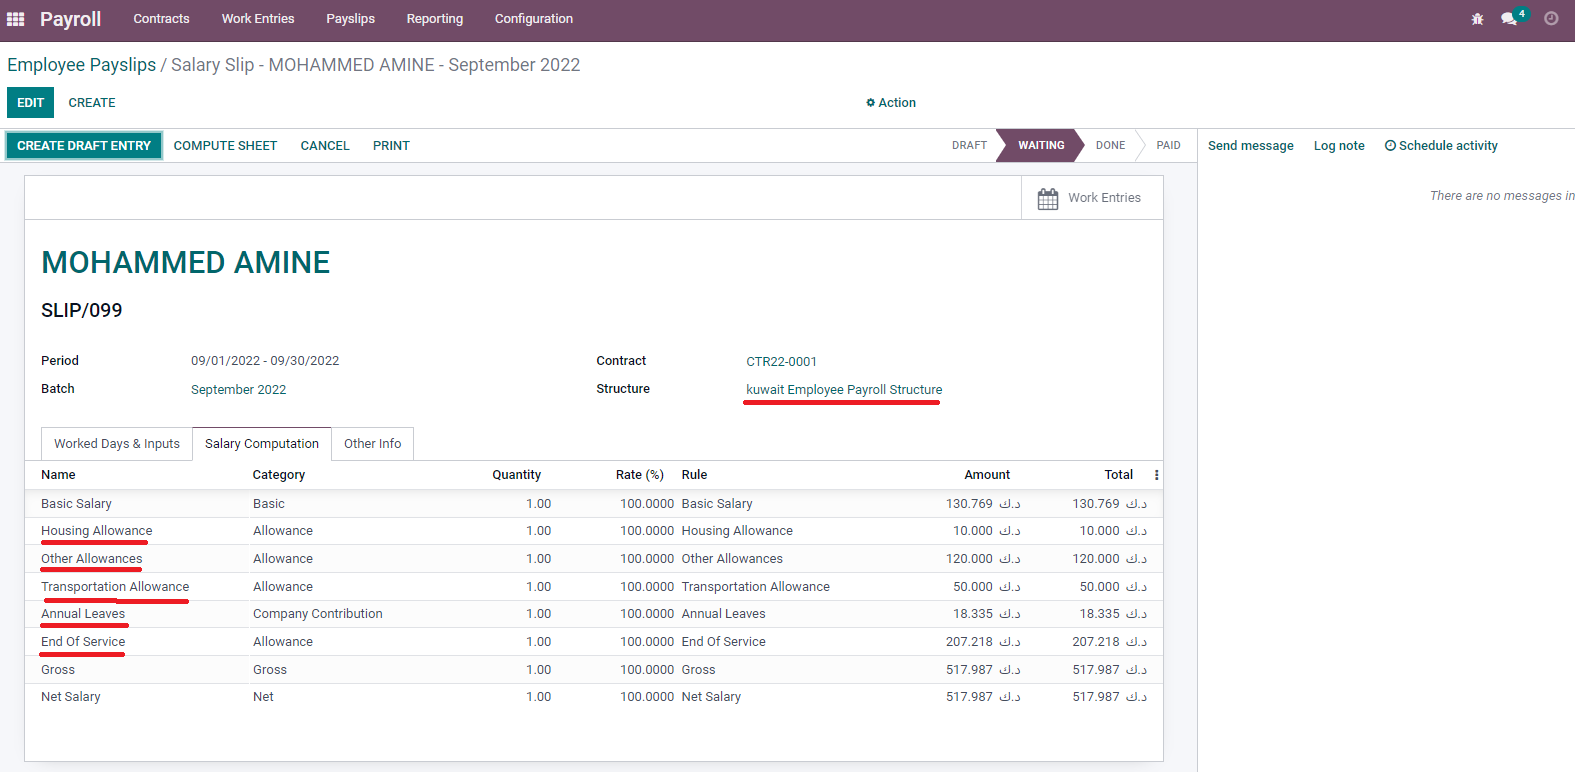 Payroll Contracts Work Entries Payslips Reporting Configuration 4
Employee Payslips / Salary Slip - MOHAMMED AMINE - September 2022
EDIT CREATE Action
CREATE DRAFT ENTRY COMPUTE SHEET CANCEL PRINT DRAFT WAITING DONE PAID Send message Log note Schedule activity
There are no messages in
Work Entries
MOHAMMED AMINE
SLIP/099
Period 09/01/2022 - 09/30/2022 Contract CTR22-0001
Batch September 2022 Structure kuwait Employee Payroll Structure
Worked Days & Inputs Salary Computation Other Info
Name Category Quantity Rate (%) Rule Amount Total
Basic Salary Basic 1.00 100.0000 Basic Salary 130.769 د.ك 130.769 د.ك
Housing Allowance Allowance 1.00 100.0000 Housing Allowance 10.000 د.ك 10.000 د.ك
Other Allowances Allowance 1.00 100.0000 Other Allowances 120.000 د.ك 120.000 د.ك
Transportation Allowance Allowance 1.00 100.0000 Transportation Allowance 50.000 د.ك 50.000 د.ك
Annual Leaves Company Contribution 1.00 100.0000 Annual Leaves 18.335 د.ك 18.335 د.ك
End Of Service Allowance 1.00 100.0000 End Of Service 207.218 د.ك 207.218 د.ك
Gross Gross 1.00 100.0000 Gross 517.987 د.ك 517.987 د.ك
Net Salary Net 1.00 100.0000 Net Salary 517.987 د.ك 517.987 د.ك